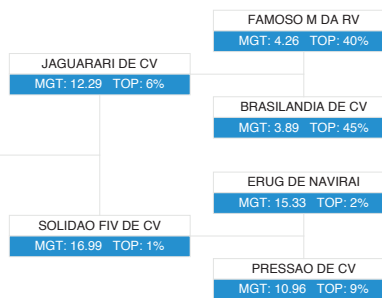 FAMOSO M DA RV
MGT: 4.26 TOP: 40%
JAGUARARI DE CV
MGT: 12.29 TOP: 6%
BRASILANDIA DE CV
MGT: 3.89 TOP: 45%
ERUG DE NAVIRAI
MGT: 15.33 TOP: 2%
SOLIDAO FIV DE CV
MGT: 16.99 TOP: 1%
PRESSAO DE CV
MGT: 10.96 TOP: 9%